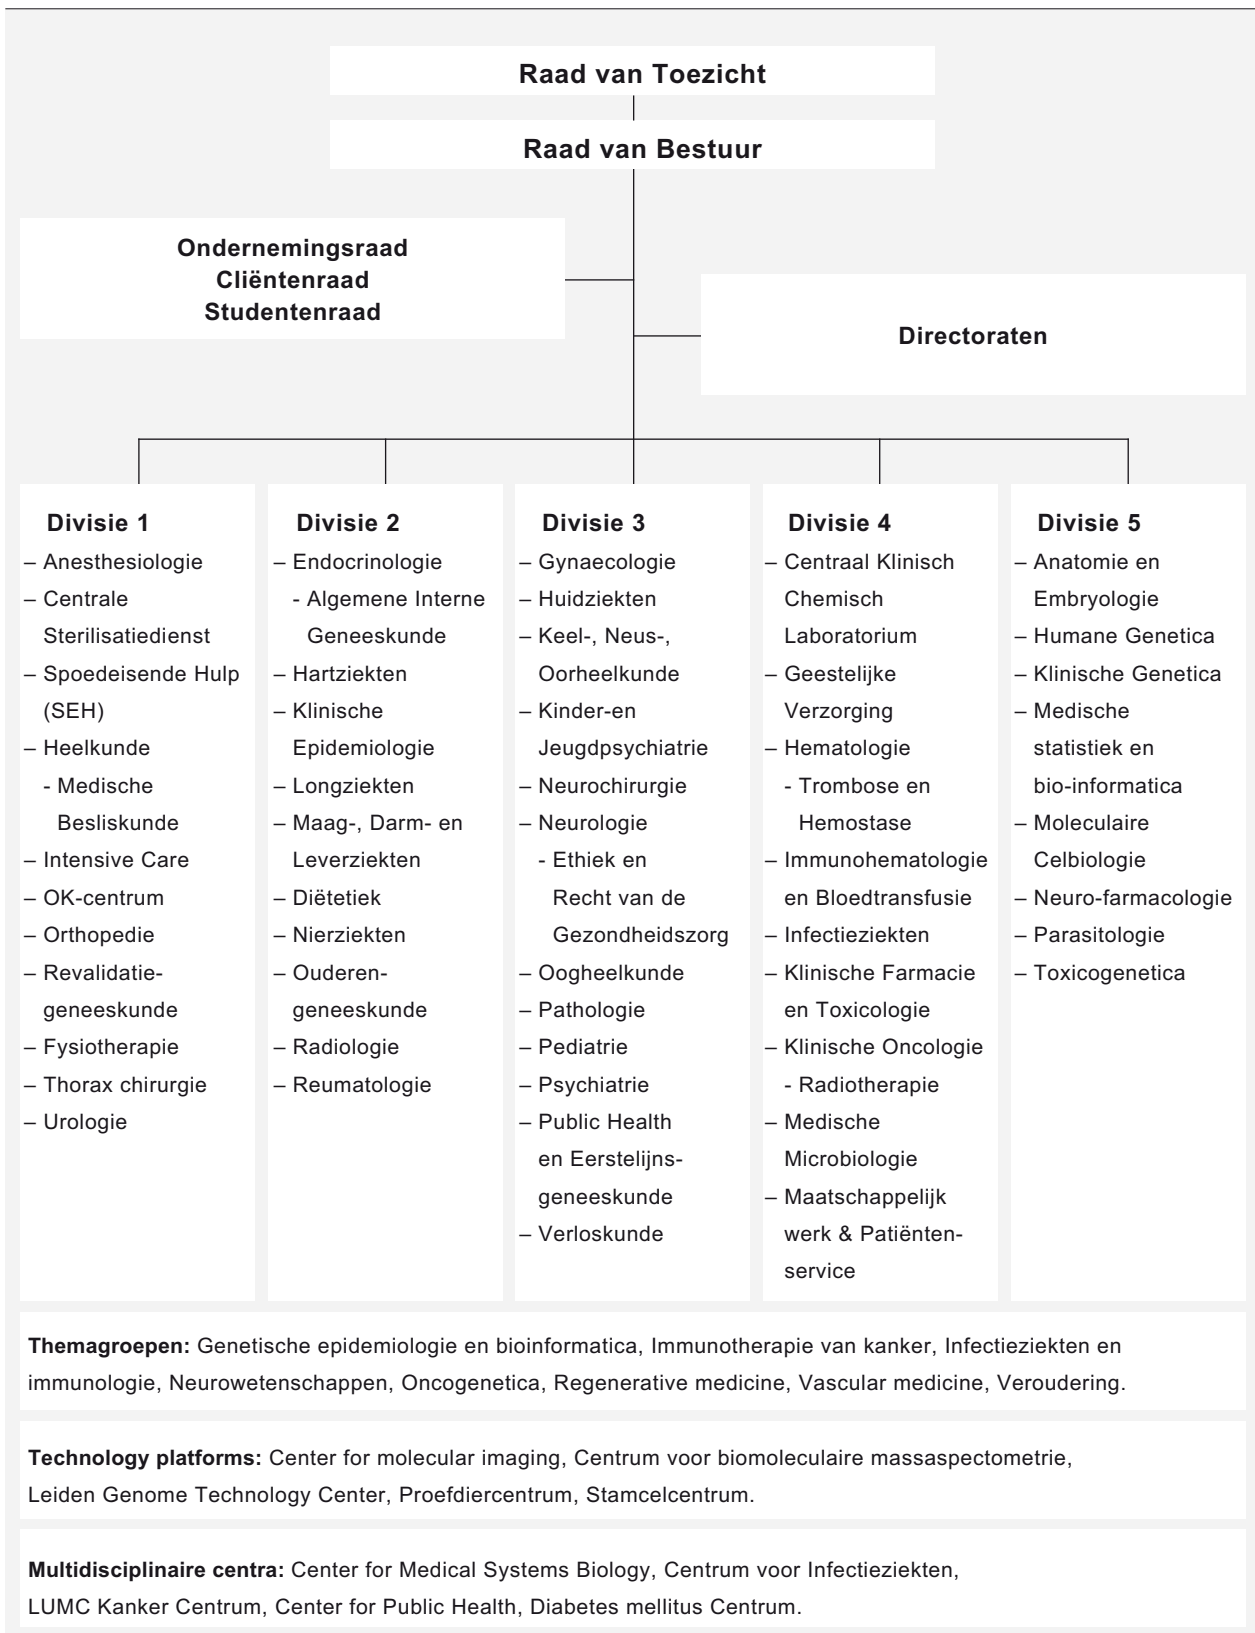 Raad van Toezicht
Raad van Bestuur
Ondernemingsraad
Cliëntenraad
Studentenraad
Directoraten
Divisie 1
– Anesthesiologie
– Centrale
Sterilisatiedienst
– Spoedeisende Hulp
(SEH)
– Heelkunde
- Medische
Besliskunde
– Intensive Care
– OK-centrum
– Orthopedie
– Revalidatie-
geneeskunde
– Fysiotherapie
– Thorax chirurgie
– Urologie
Divisie 2
– Endocrinologie
- Algemene Interne
Geneeskunde
– Hartziekten
– Klinische
Epidemiologie
– Longziekten
– Maag-, Darm- en
Leverziekten
– Diëtetiek
– Nierziekten
– Ouderen-
geneeskunde
– Radiologie
– Reumatologie
Divisie 3
– Gynaecologie
– Huidziekten
– Keel-, Neus-,
Oorheelkunde
– Kinder-en
Jeugdpsychiatrie
– Neurochirurgie
– Neurologie
- Ethiek en
Recht van de
Gezondheidszorg
– Oogheelkunde
– Pathologie
– Pediatrie
– Psychiatrie
– Public Health
en Eerstelijns-
geneeskunde
– Verloskunde
Divisie 4
– Centraal Klinisch
Chemisch
Laboratorium
– Geestelijke
Verzorging
– Hematologie
- Trombose en
Hemostase
– Immunohematologie
en Bloedtransfusie
– Infectieziekten
– Klinische Farmacie
en Toxicologie
– Klinische Oncologie
- Radiotherapie
– Medische
Microbiologie
– Maatschappelijk
werk & Patiënten-
service
Divisie 5
– Anatomie en
Embryologie
– Humane Genetica
– Klinische Genetica
– Medische
statistiek en
bio-informatica
– Moleculaire
Celbiologie
– Neuro-farmacologie
– Parasitologie
– Toxicogenetica
Themagroepen: Genetische epidemiologie en bioinformatica, Immunotherapie van kanker, Infectieziekten en
immunologie, Neurowetenschappen, Oncogenetica, Regenerative medicine, Vascular medicine, Veroudering.
Technology platforms: Center for molecular imaging, Centrum voor biomoleculaire massaspectometrie,
Leiden Genome Technology Center, Proefdiercentrum, Stamcelcentrum.
Multidisciplinaire centra: Center for Medical Systems Biology, Centrum voor Infectieziekten,
LUMC Kanker Centrum, Center for Public Health, Diabetes mellitus Centrum.